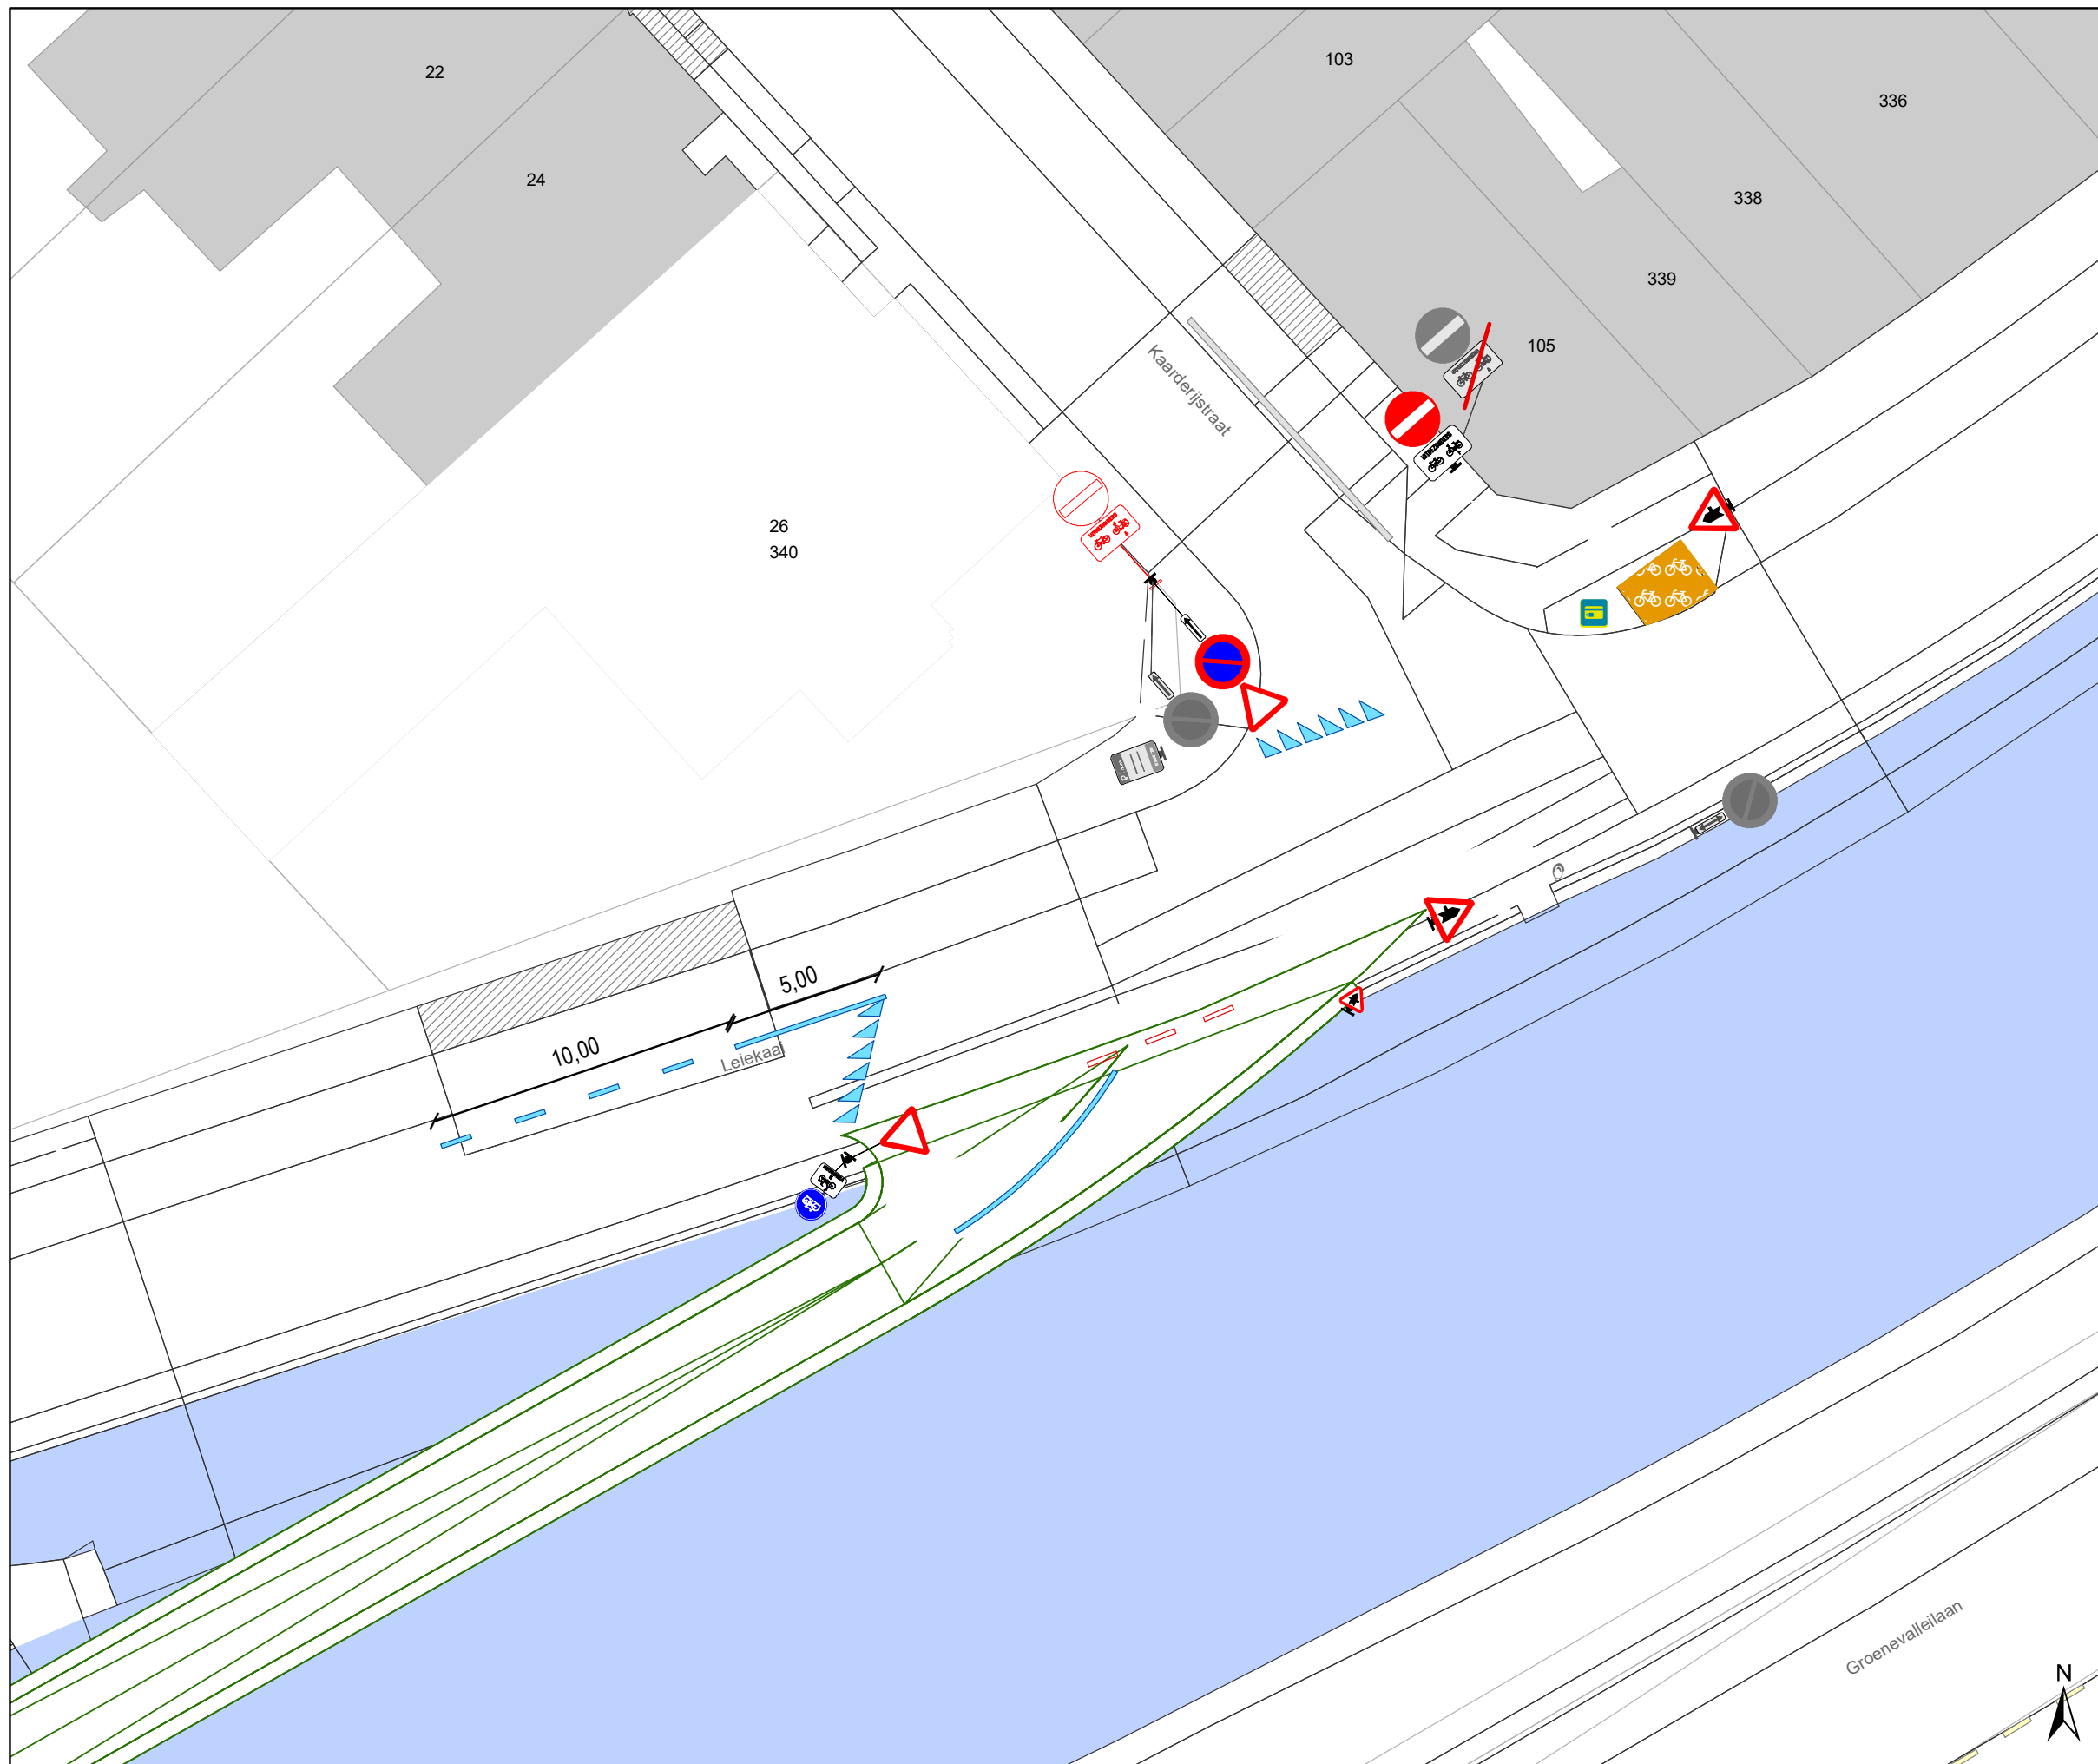 22
103
336
24
338
339
105
Kaarderijstraat
26
340
5,00
10,00
Leiekaai
Groenevalleilaan
N